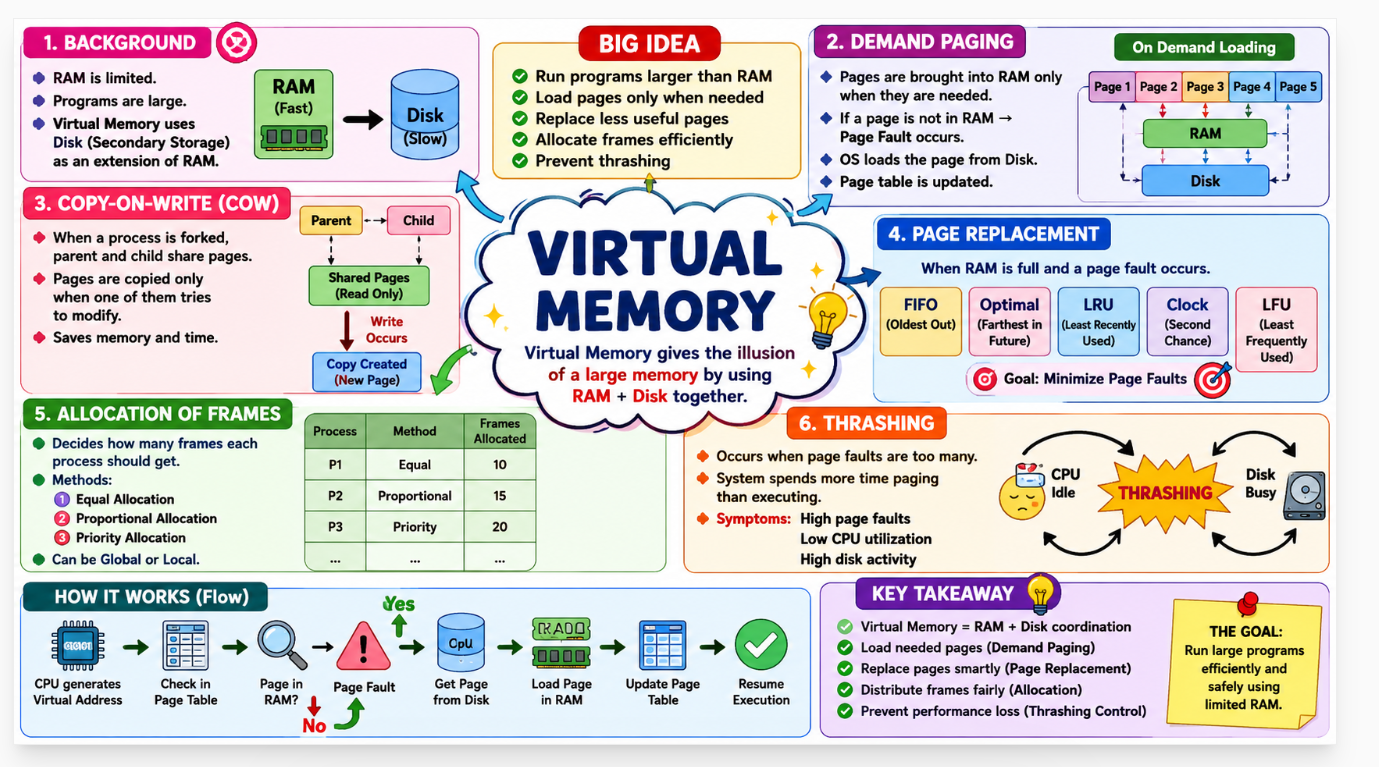 1. BACKGROUND
RAM is limited.
Programs are large.
Virtual Memory uses
Disk (Secondary Storage)
as an extension of RAM.
RAM
(Fast)
Disk
(Slow)
BIG IDEA
Run programs larger than RAM
Load pages only when needed
Replace less useful pages
Allocate frames efficiently
Prevent thrashing
2. DEMAND PAGING
Pages are brought into RAM only
when they are needed.
If a page is not in RAM →
Page Fault occurs.
OS loads the page from Disk.
Page table is updated.
On Demand Loading
Page 1 Page 2 Page 3 Page 4 Page 5
RAM
Disk
3. COPY-ON-WRITE (COW)
When a process is forked,
parent and child share pages.
Pages are copied only
when one of them tries
to modify.
Saves memory and time.
Parent Child
Shared Pages
(Read Only)
Write
Occurs
Copy Created
(New Page)
VIRTUAL
MEMORY
Virtual Memory gives the illusion
of a large memory by using
RAM + Disk together.
4. PAGE REPLACEMENT
When RAM is full and a page fault occurs.
FIFO
(Oldest Out)
Optimal
(Farthest in
Future)
LRU
(Least Recently
Used)
Clock
(Second
Chance)
LFU
(Least
Frequently
Used)
Goal: Minimize Page Faults
5. ALLOCATION OF FRAMES
Decides how many frames each
process should get.
Methods:
1 Equal Allocation
2 Proportional Allocation
3 Priority Allocation
Can be Global or Local.
Process Method Frames
Allocated
P1 Equal 10
P2 Proportional 15
P3 Priority 20
... ... ...
6. THRASHING
Occurs when page faults are too many.
System spends more time paging
than executing.
Symptoms: High page faults
Low CPU utilization
High disk activity
CPU
Idle
THRASHING
Disk
Busy
HOW IT WORKS (Flow)
CPU generates
Virtual Address
Check in
Page Table
Page in
RAM?
No
Page Fault
Yes
CpU
Get Page
from Disk
Load Page
in RAM
Update Page
Table
Resume
Execution
KEY TAKEAWAY
Virtual Memory = RAM + Disk coordination
Load needed pages (Demand Paging)
Replace pages smartly (Page Replacement)
Distribute frames fairly (Allocation)
Prevent performance loss (Thrashing Control)
THE GOAL:
Run large programs
efficiently and
safely using
limited RAM.